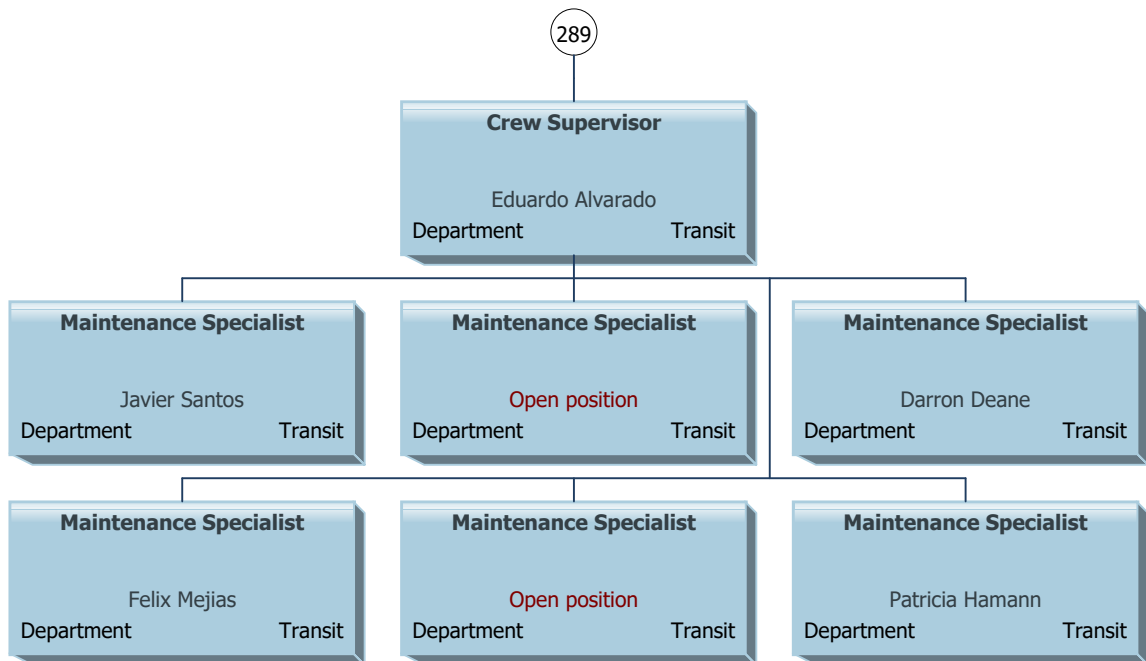 289
Crew Supervisor
Eduardo Alvarado
Department Transit
Maintenance Specialist
Javier Santos
Department Transit
Maintenance Specialist
Open position
Department Transit
Maintenance Specialist
Darron Deane
Department Transit
Maintenance Specialist
Felix Mejias
Department Transit
Maintenance Specialist
Open position
Department Transit
Maintenance Specialist
Patricia Hamann
Department Transit